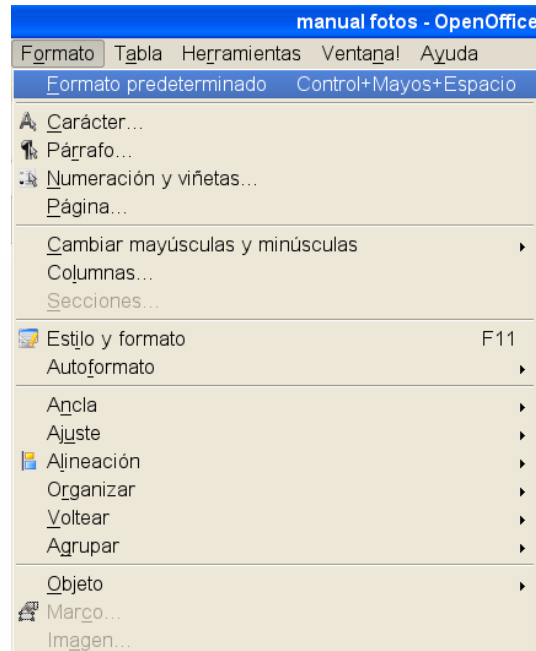 manual fotos - OpenOffice
Formato Tabla Herramientas Ventana! Ayuda
Formato predeterminado Control+Mayos+Espacio
Carácter...
Párrafo...
Numeración y viñetas...
Página...
Cambiar mayúsculas y minúsculas
Columnas...
Secciones...
Estilo y formato F11
Autoformato
Ancla
Ajuste
Alineación
Organizar
Voltear
Agrupar
Objeto
Marco...
Imagen...